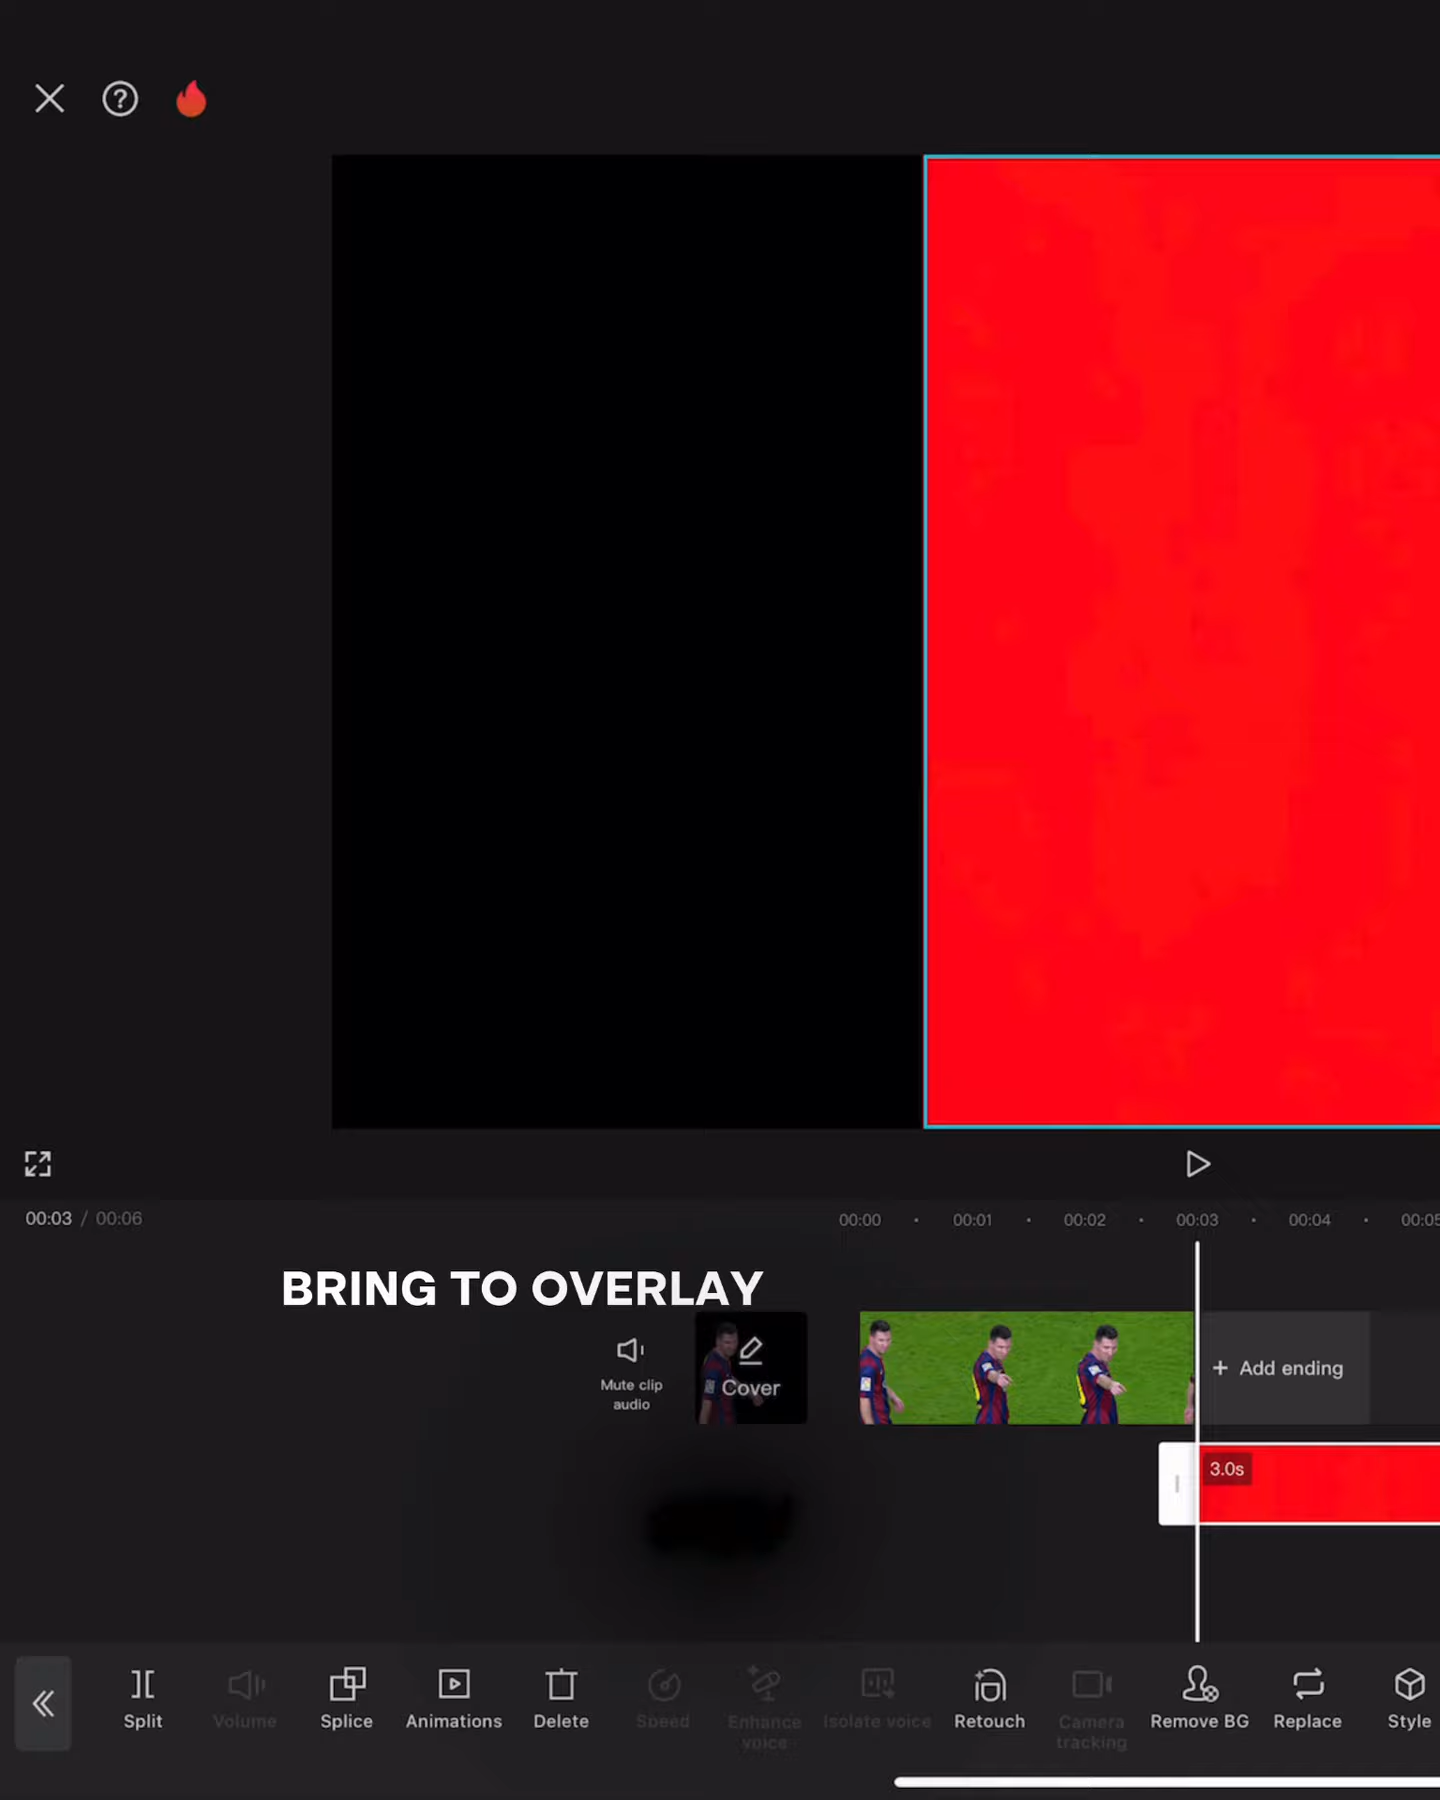 00:03 / 00:06
00:00 00:01 00:02 00:03 00:04 00:05
BRING TO OVERLAY
Mute clip
audio
Cover
+ Add ending
3.0s
Split
Volume
Splice
Animations
Delete
Speed
Enhance
voice
Isolate voice
Retouch
Camera
tracking
Remove BG
Replace
Style